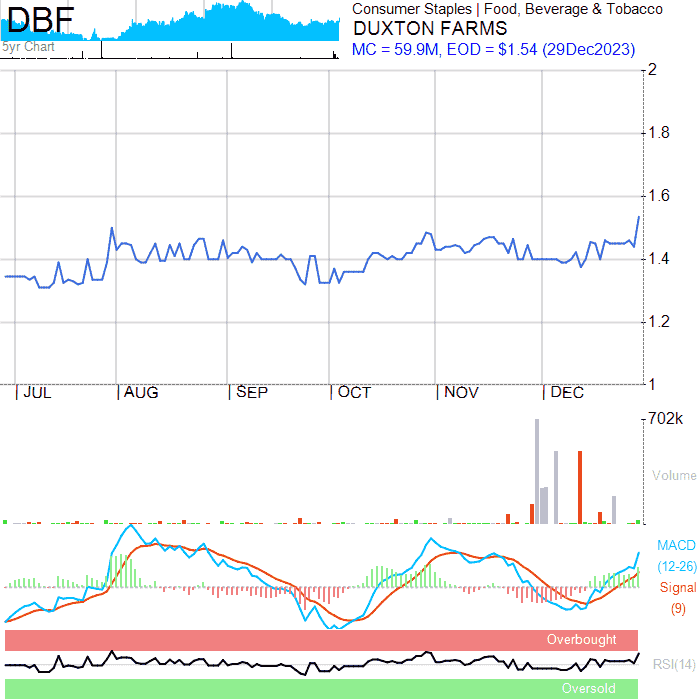 DBF
5yr Chart
Consumer Staples | Food, Beverage & Tobacco
DUXTON FARMS
MC = 59.9M, EOD = $1.54 (29Dec2023)
2
1.8
1.6
1.4
1.2
1
JUL
AUG
SEP
OCT
NOV
DEC
702k
Volume
MACD
(12-26)
Signal
(9)
Overbought
RSI(14)
Oversold